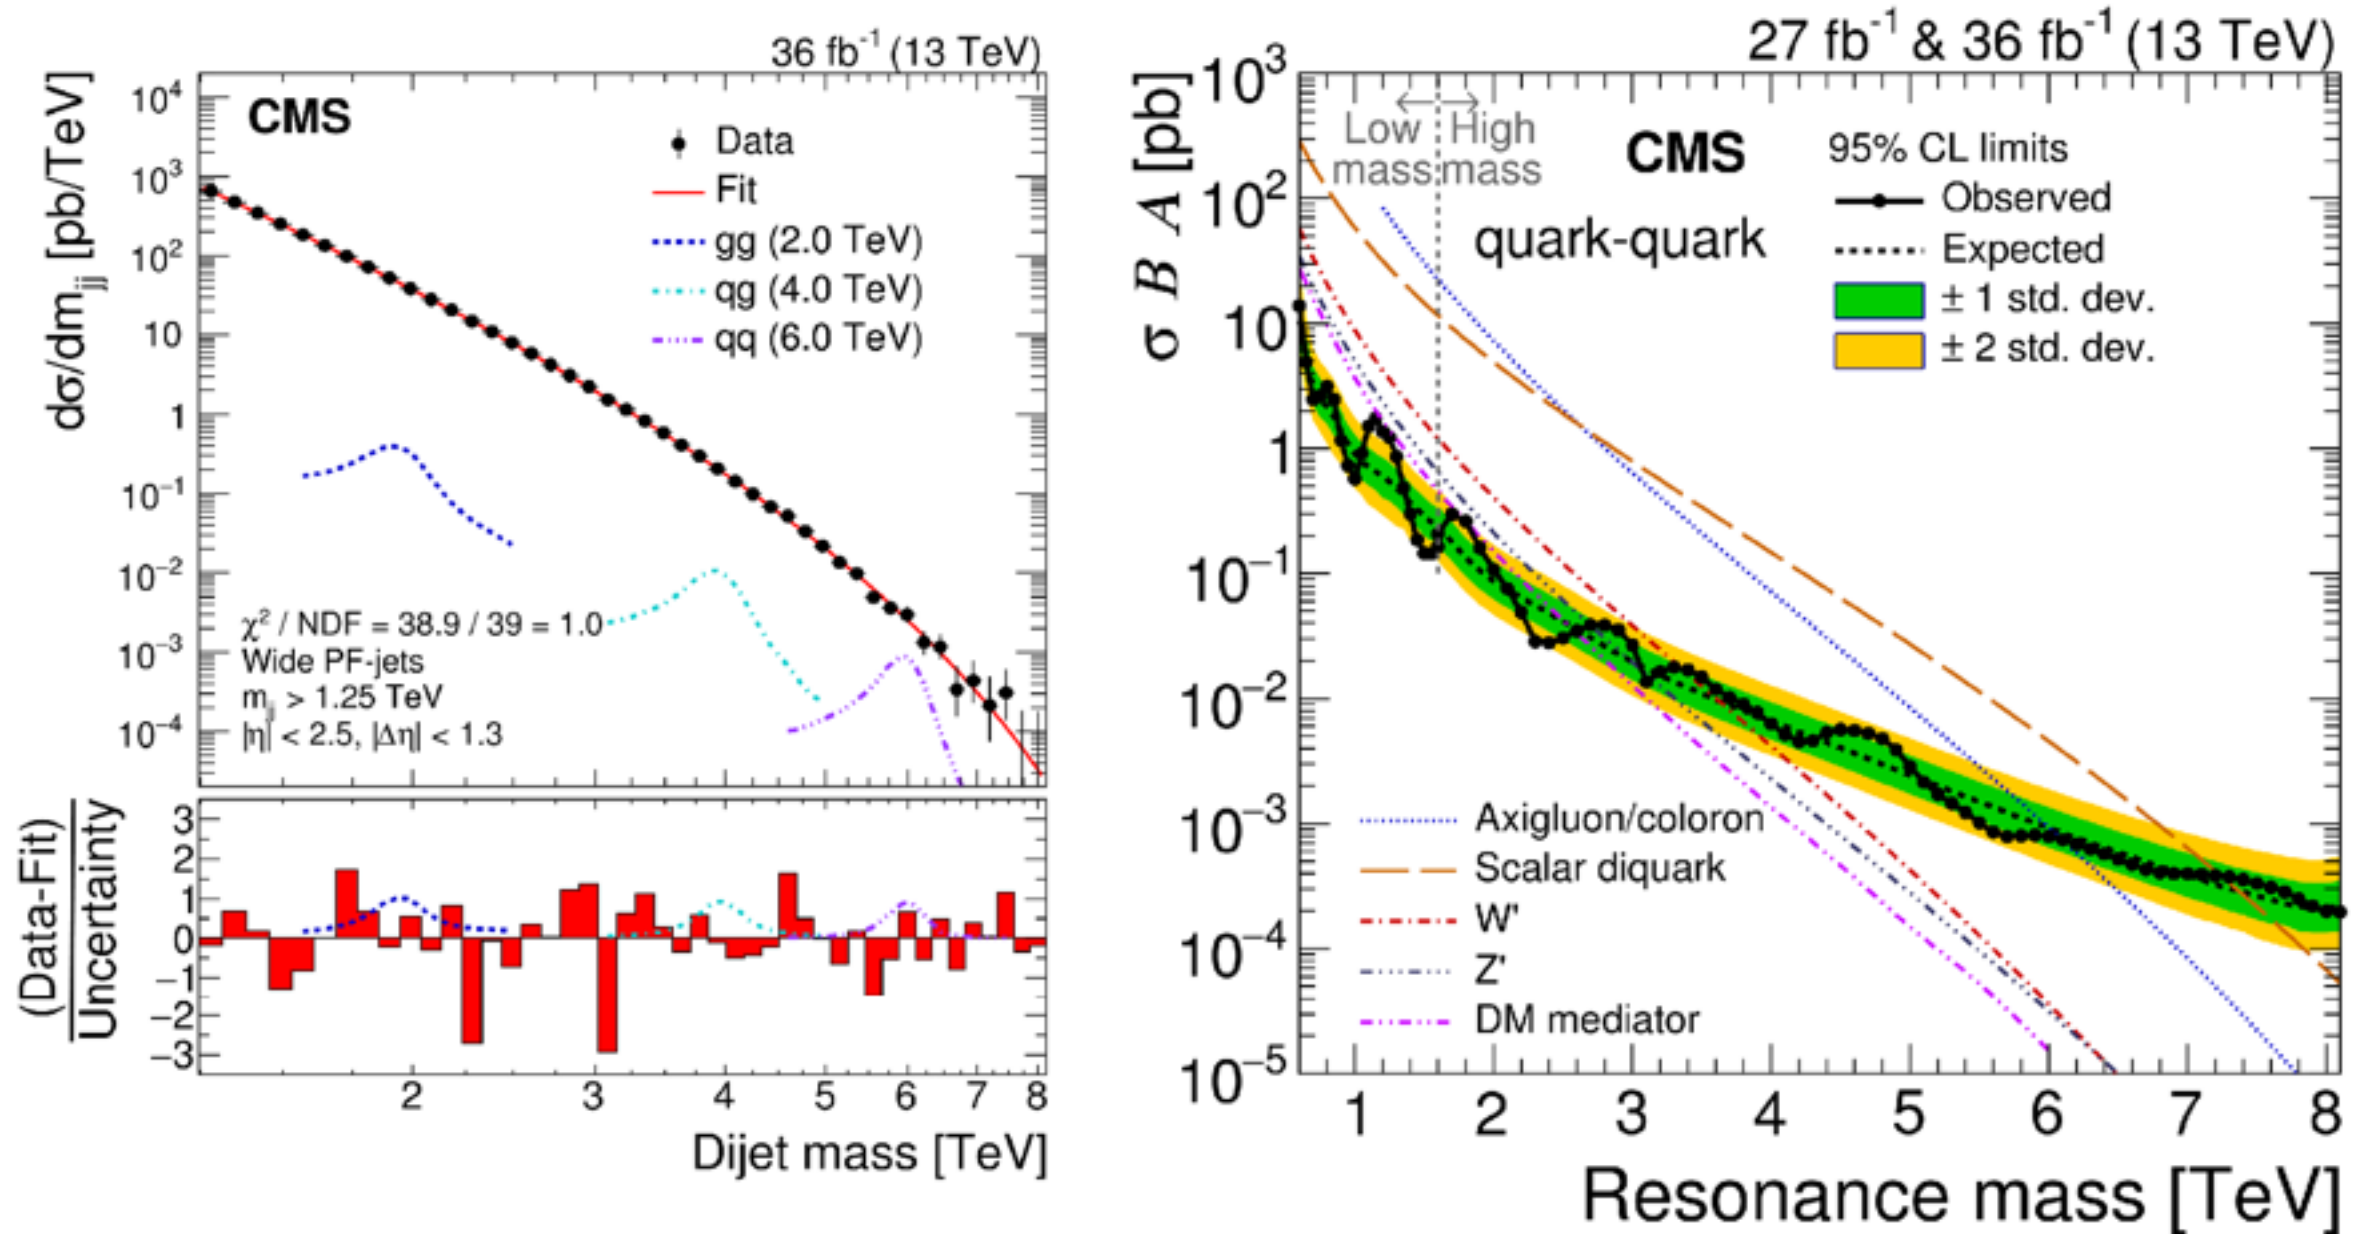 36 fb⁻¹ (13 TeV)
CMS
Data
Fit
gg (2.0 TeV)
qg (4.0 TeV)
qq (6.0 TeV)
χ² / NDF = 38.9 / 39 = 1.0
Wide PF-jets
m_jj > 1.25 TeV
|η| < 2.5, |Δη| < 1.3
dσ/dm_jj [pb/TeV]
10⁴
10³
10²
10
1
10⁻¹
10⁻²
10⁻³
10⁻⁴
(Data-Fit)
Uncertainty
3
2
1
0
−1
−2
−3
2 3 4 5 6 7 8
Dijet mass [TeV]
27 fb⁻¹ & 36 fb⁻¹ (13 TeV)
σ B A [pb]
10³
10²
10
1
10⁻¹
10⁻²
10⁻³
10⁻⁴
10⁻⁵
Low High
mass mass
CMS
quark-quark
95% CL limits
Observed
Expected
± 1 std. dev.
± 2 std. dev.
Axigluon/coloron
Scalar diquark
W'
Z'
DM mediator
1 2 3 4 5 6 7 8
Resonance mass [TeV]